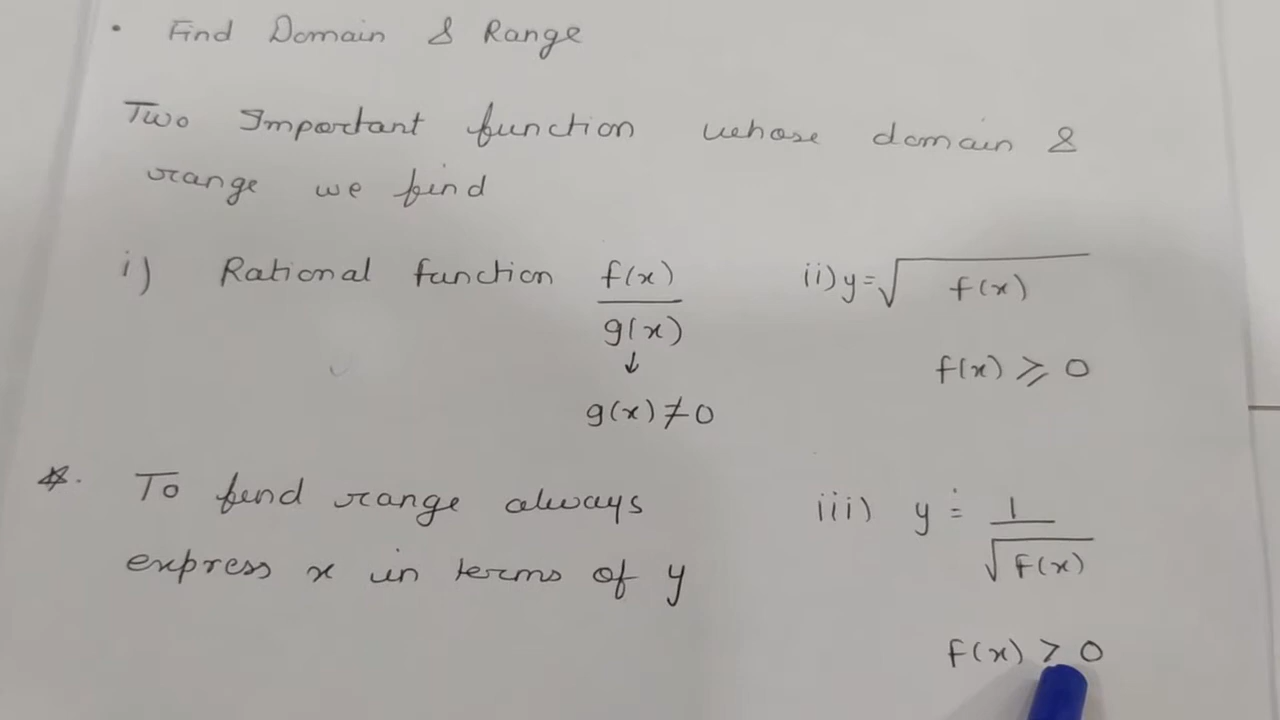 • Find Domain & Range
Two Important function whose domain &
range we find
i) Rational function f(x)/g(x)
↓
g(x) ≠ 0
ii) y = √f(x)
f(x) ≥ 0
* To find range always
express x in terms of y
iii) y = 1/√f(x)
f(x) > 0